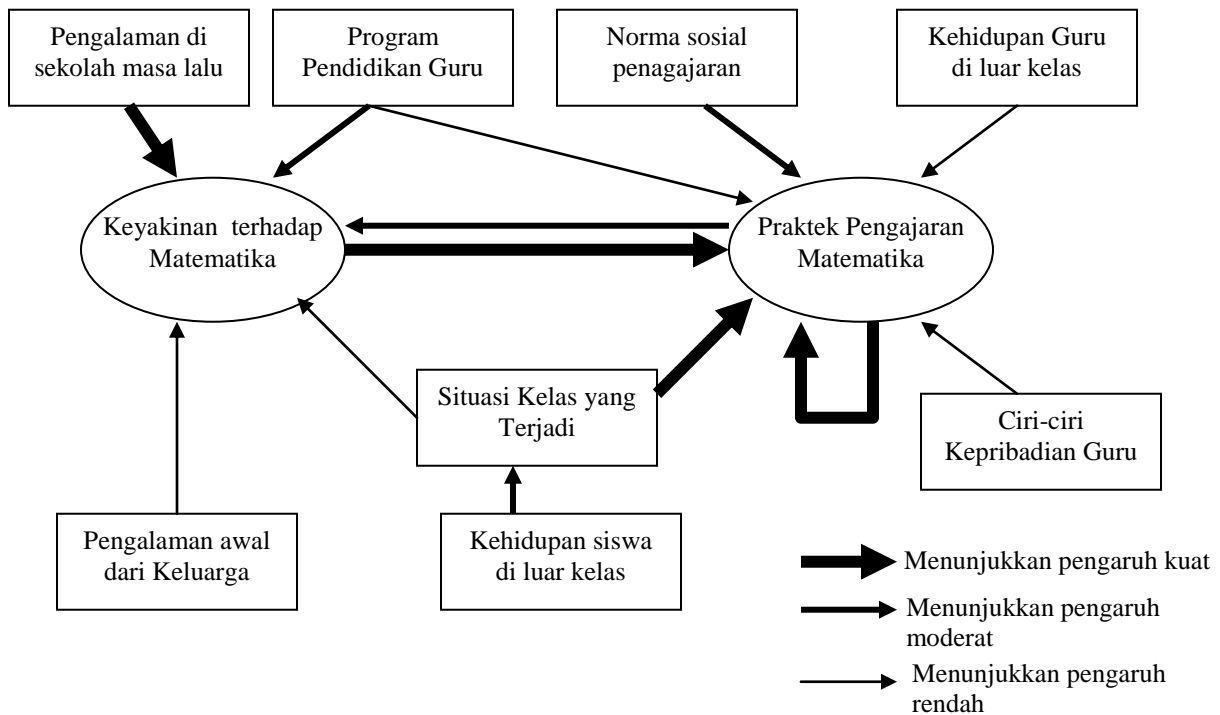 Pengalaman di
sekolah masa lalu
Program
Pendidikan Guru
Norma sosial
penagajaran
Kehidupan Guru
di luar kelas
Keyakinan terhadap
Matematika
Praktek Pengajaran
Matematika
Situasi Kelas yang
Terjadi
Ciri-ciri
Kepribadian Guru
Pengalaman awal
dari Keluarga
Kehidupan siswa
di luar kelas
Menunjukkan pengaruh kuat
Menunjukkan pengaruh
moderat
Menunjukkan pengaruh
rendah